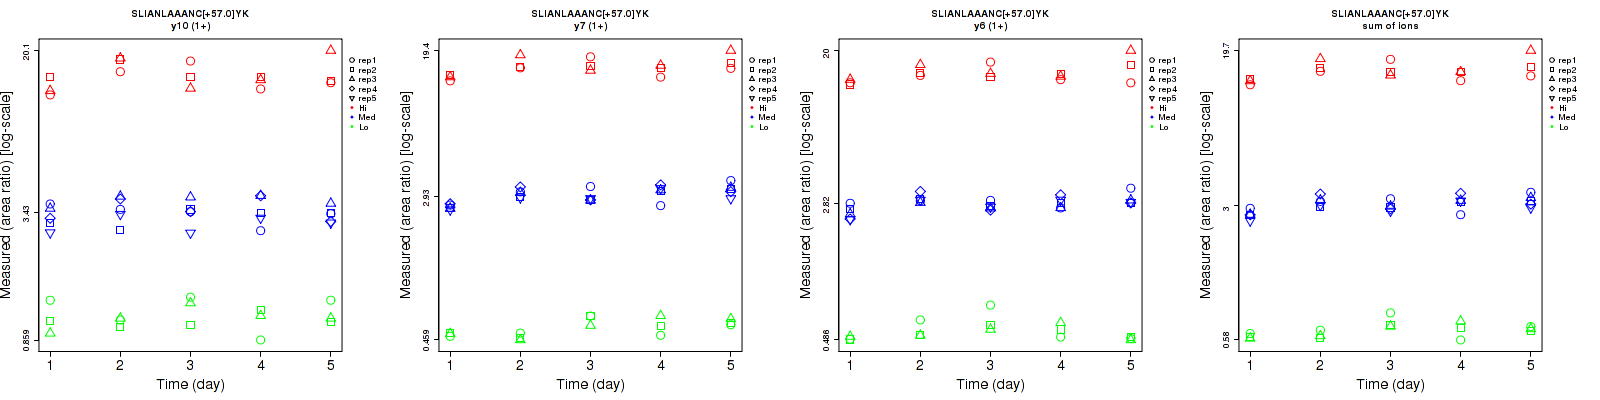 SLIANLAAANC[+57.0]YK
y10 (1+)
Measured (area ratio) [log-scale]
20.1
3.43
0.859
1 2 3 4 5
Time (day)
rep1
rep2
rep3
rep4
rep5
Hi
Med
Lo
SLIANLAAANC[+57.0]YK
y7 (1+)
Measured (area ratio) [log-scale]
19.4
2.93
0.459
1 2 3 4 5
Time (day)
rep1
rep2
rep3
rep4
rep5
Hi
Med
Lo
SLIANLAAANC[+57.0]YK
y6 (1+)
Measured (area ratio) [log-scale]
20
2.82
0.486
1 2 3 4 5
Time (day)
rep1
rep2
rep3
rep4
rep5
Hi
Med
Lo
SLIANLAAANC[+57.0]YK
sum of ions
Measured (area ratio) [log-scale]
19.7
3
0.58
1 2 3 4 5
Time (day)
rep1
rep2
rep3
rep4
rep5
Hi
Med
Lo